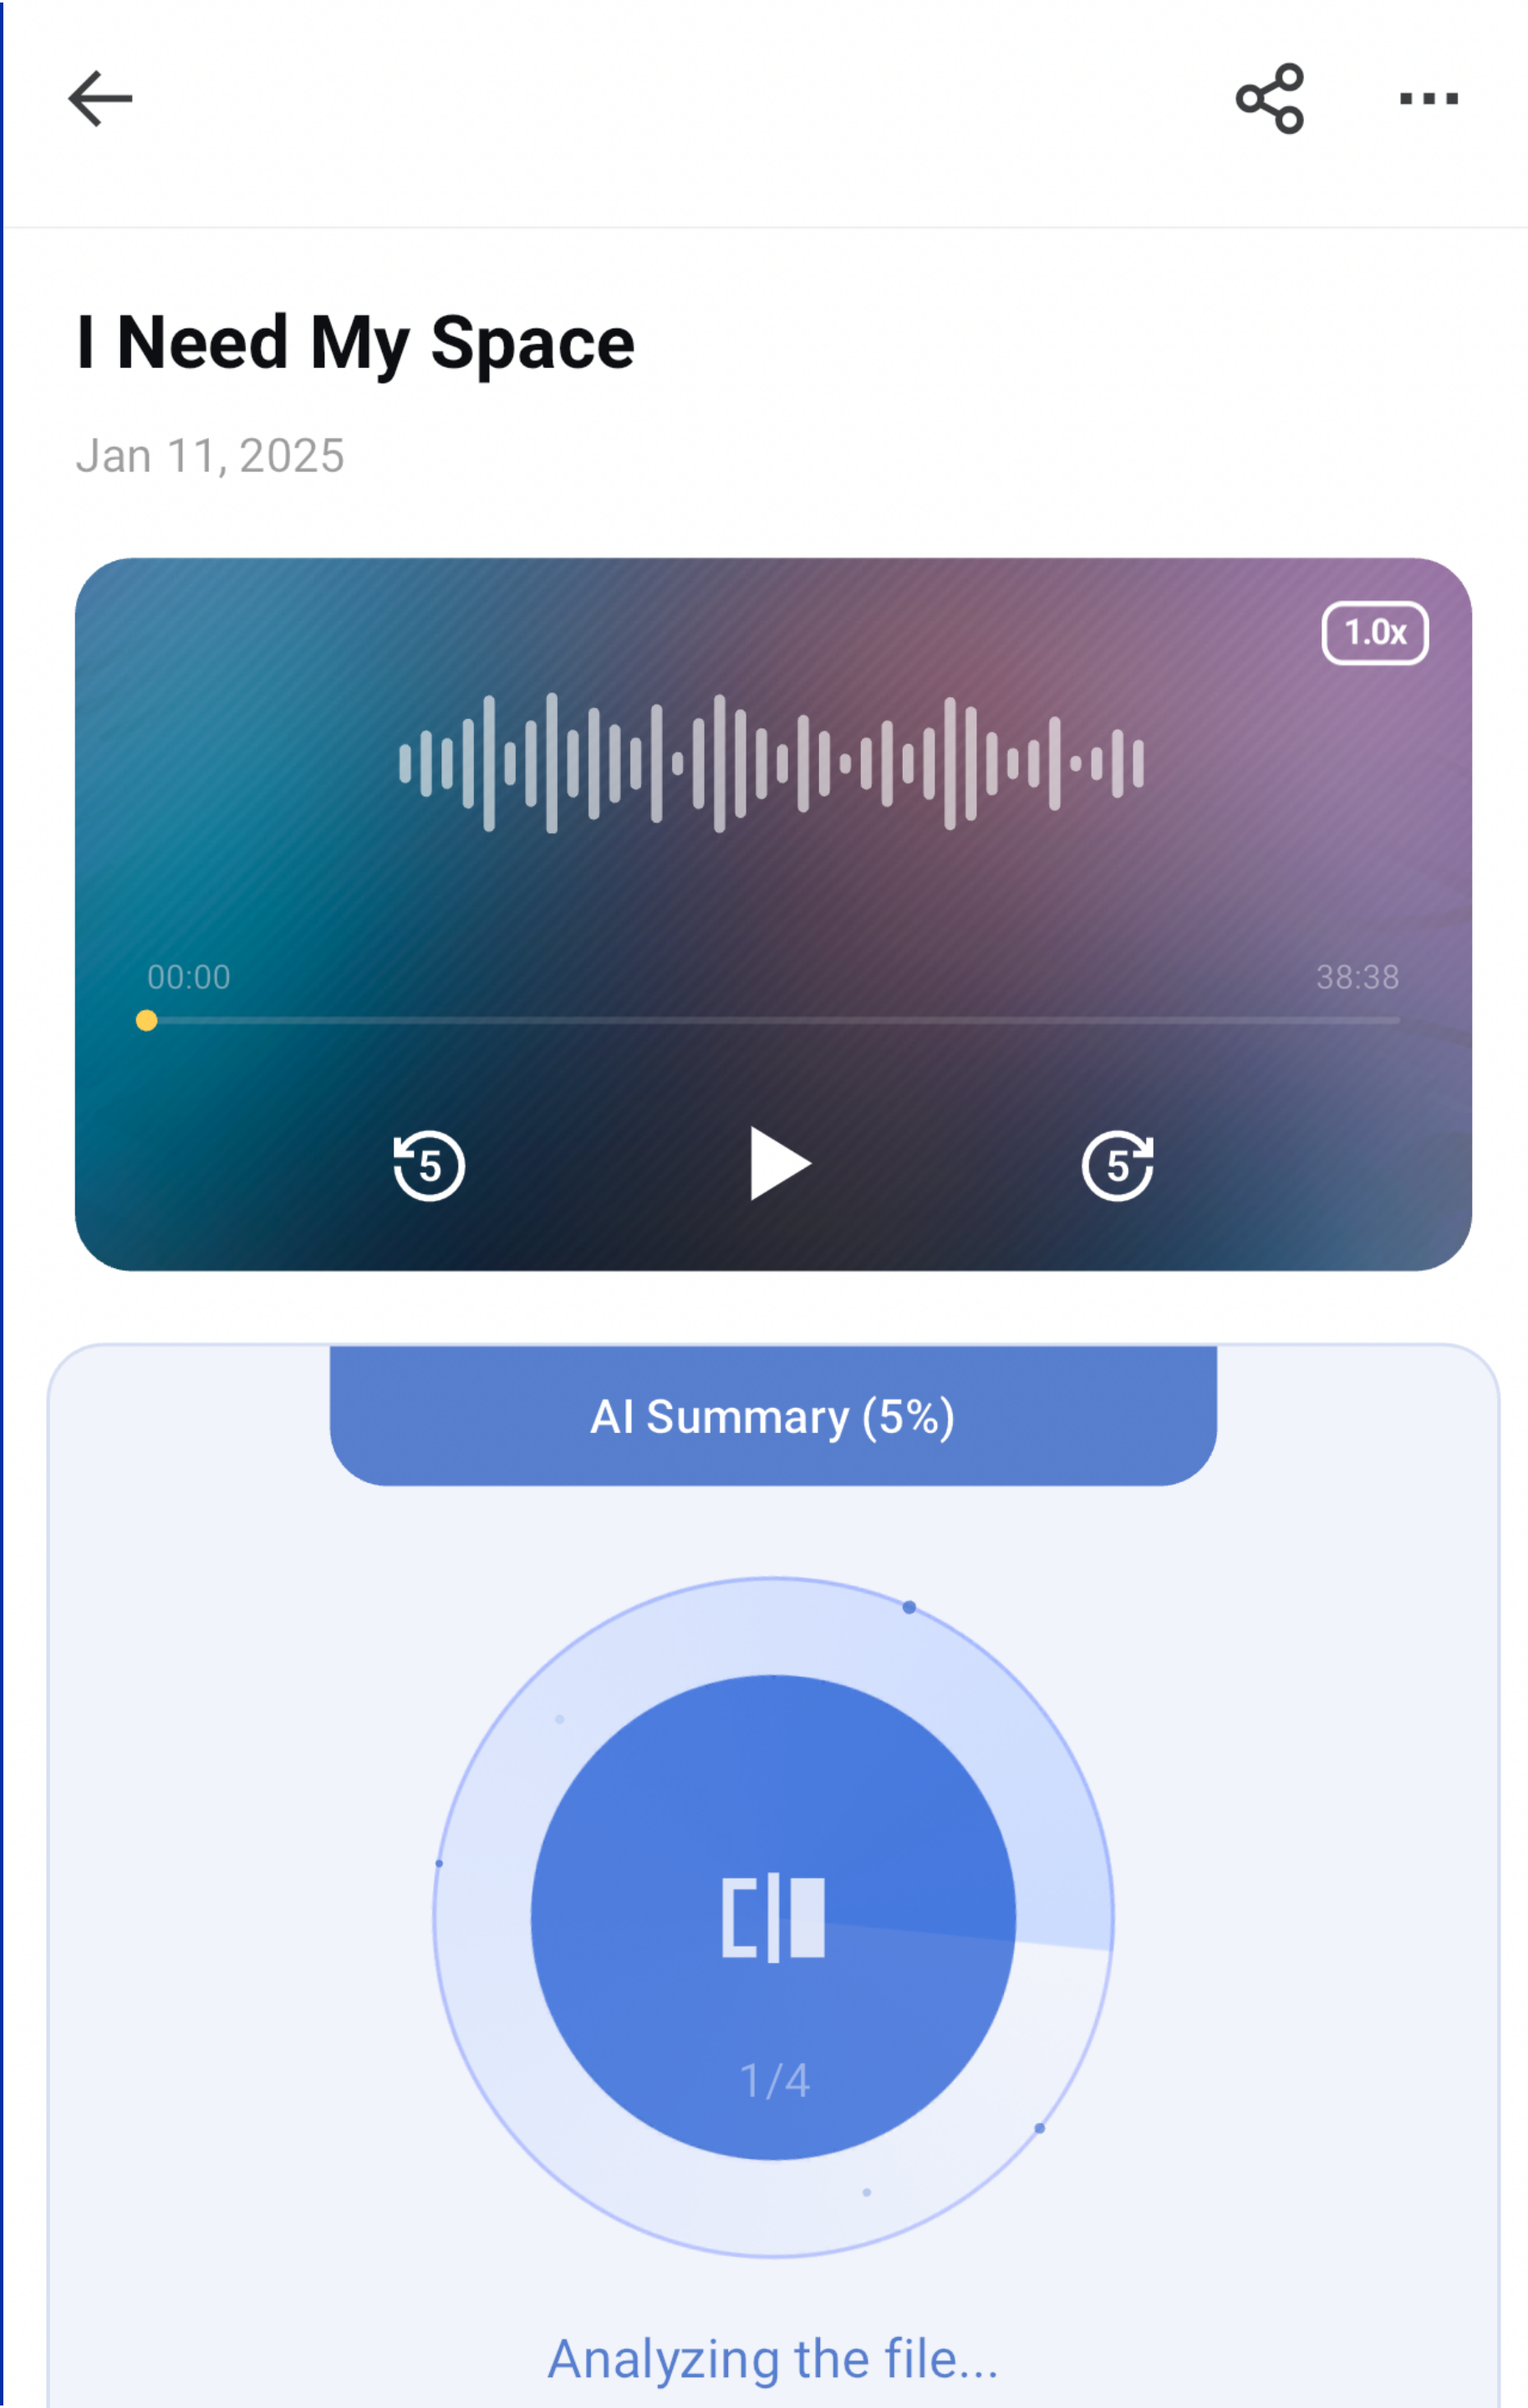 I Need My Space
Jan 11, 2025
1.0x
00:00
38:38
5
5
AI Summary (5%)
1/4
Analyzing the file...